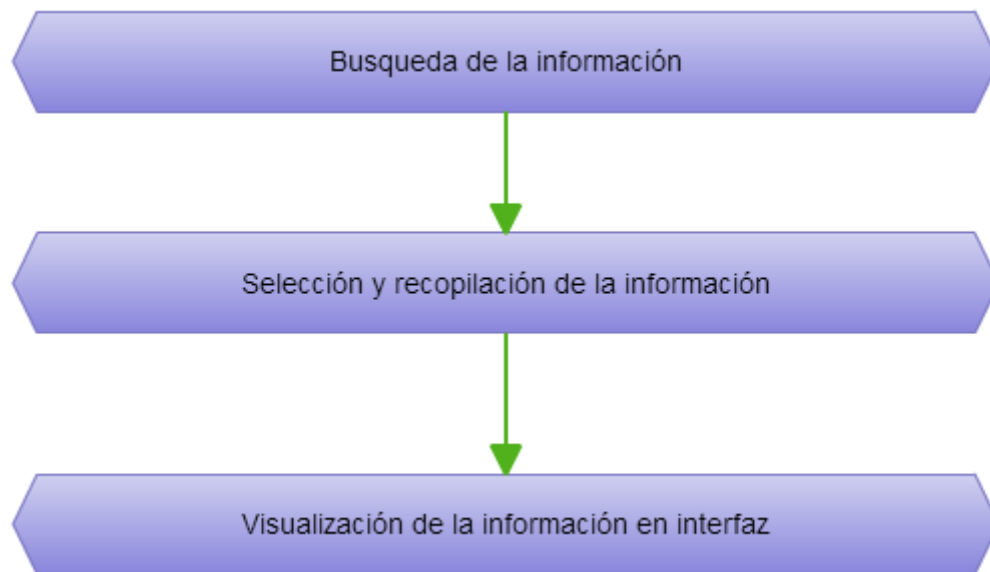 Busqueda de la información
Selección y recopilación de la información
Visualización de la información en interfaz